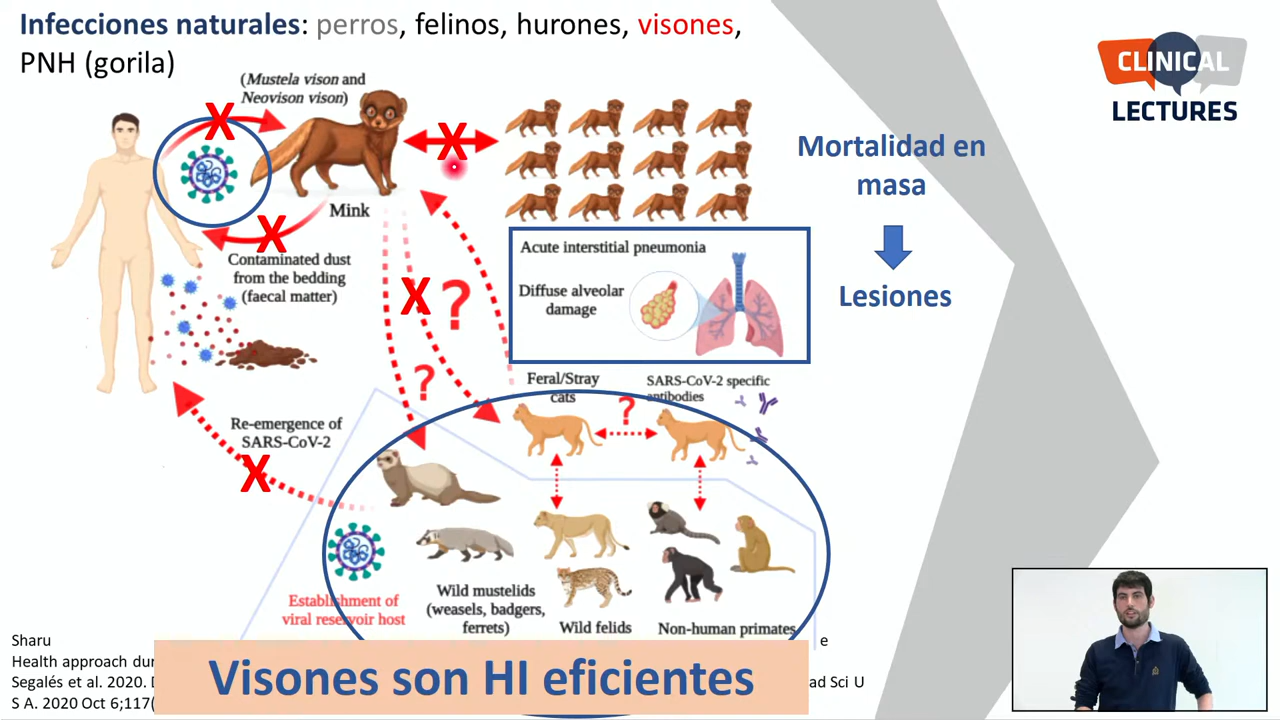 Infecciones naturales: perros, felinos, hurones, visones,
PNH (gorila)
CLINICAL
LECTURES
(Mustela vison and
Neovison vison)
X
X
Mink
X
Mortalidad en
masa
Lesiones
Contaminated dust
from the bedding
(faecal matter)
Acute interstitial pneumonia
Diffuse alveolar
damage
X
?
?
Feral/Stray
cats
SARS-CoV-2 specific
antibodies
?
Re-emergence of
SARS-CoV-2
X
Establishment of
viral reservoir host
Wild mustelids
(weasels, badgers,
ferrets)
Wild felids
Non-human primates
Sharu
e
Health approach dur
Segalés et al. 2020.
ad Sci U
S A. 2020 Oct 6;117(
Visones son HI eficientes